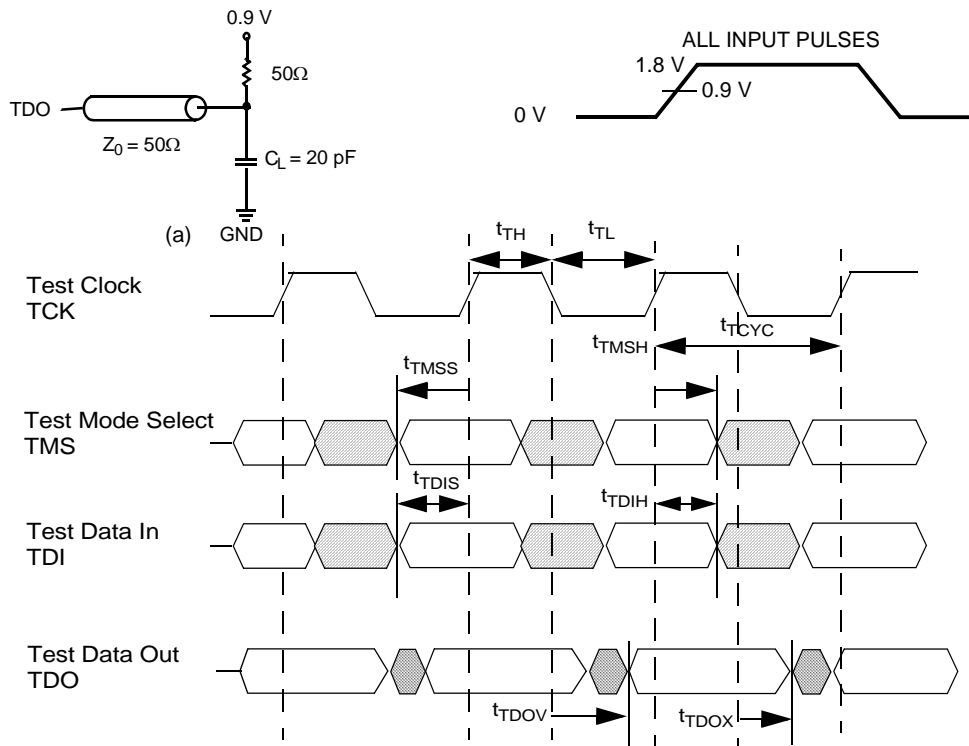 0.9 V
50Ω
TDO
Z0 = 50Ω
CL = 20 pF
(a)
GND
ALL INPUT PULSES
1.8 V
0.9 V
0 V
tTH
tTL
Test Clock
TCK
tTCYC
tTMSH
tTMSS
Test Mode Select
TMS
tTDIS
tTDIH
Test Data In
TDI
Test Data Out
TDO
tTDOV
tTDOX